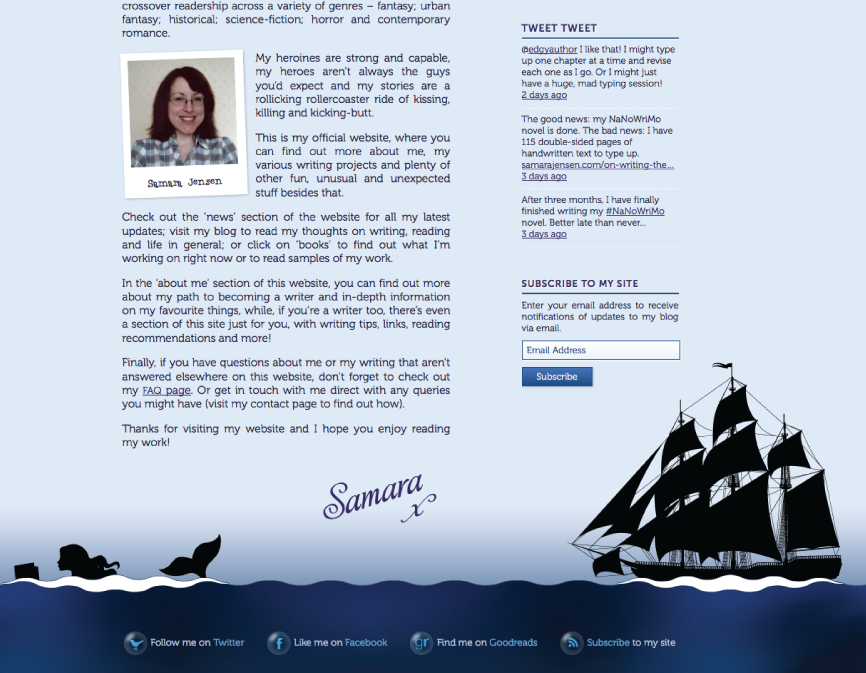 crossover readership across a variety of genres – fantasy; urban
fantasy; historical; science-fiction; horror and contemporary
romance.
My heroines are strong and capable,
my heroes aren't always the guys
you'd expect and my stories are a
rollicking rollercoaster ride of kissing,
killing and kicking-butt.
This is my official website, where you
can find out more about me, my
various writing projects and plenty of
other fun, unusual and unexpected
stuff besides that.
Samara Jensen
Check out the 'news' section of the website for all my latest
updates; visit my blog to read my thoughts on writing, reading
and life in general; or click on 'books' to find out what I'm
working on right now or to read samples of my work.
In the 'about me' section of this website, you can find out more
about my path to becoming a writer and in-depth information
on my favourite things, while, if you're a writer too, there's even
a section of this site just for you, with writing tips, links, reading
recommendations and more!
Finally, if you have questions about me or my writing that aren't
answered elsewhere on this website, don't forget to check out
my FAQ page. Or get in touch with me direct with any queries
you might have (visit my contact page to find out how).
Thanks for visiting my website and I hope you enjoy reading
my work!
Samara
x
TWEET TWEET
@edgyauthor I like that! I might type
up one chapter at a time and revise
each one as I go. Or I might just
have a huge, mad typing session!
2 days ago
The good news: my NaNoWriMo
novel is done. The bad news: I have
115 double-sided pages of
handwritten text to type up.
samarajensen.com/on-writing-the...
3 days ago
After three months, I have finally
finished writing my #NaNoWriMo
novel. Better late than never...
3 days ago
SUBSCRIBE TO MY SITE
Enter your email address to receive
notifications of updates to my blog
via email.
Email Address
Subscribe
Follow me on Twitter
f Like me on Facebook
gr Find me on Goodreads
Subscribe to my site